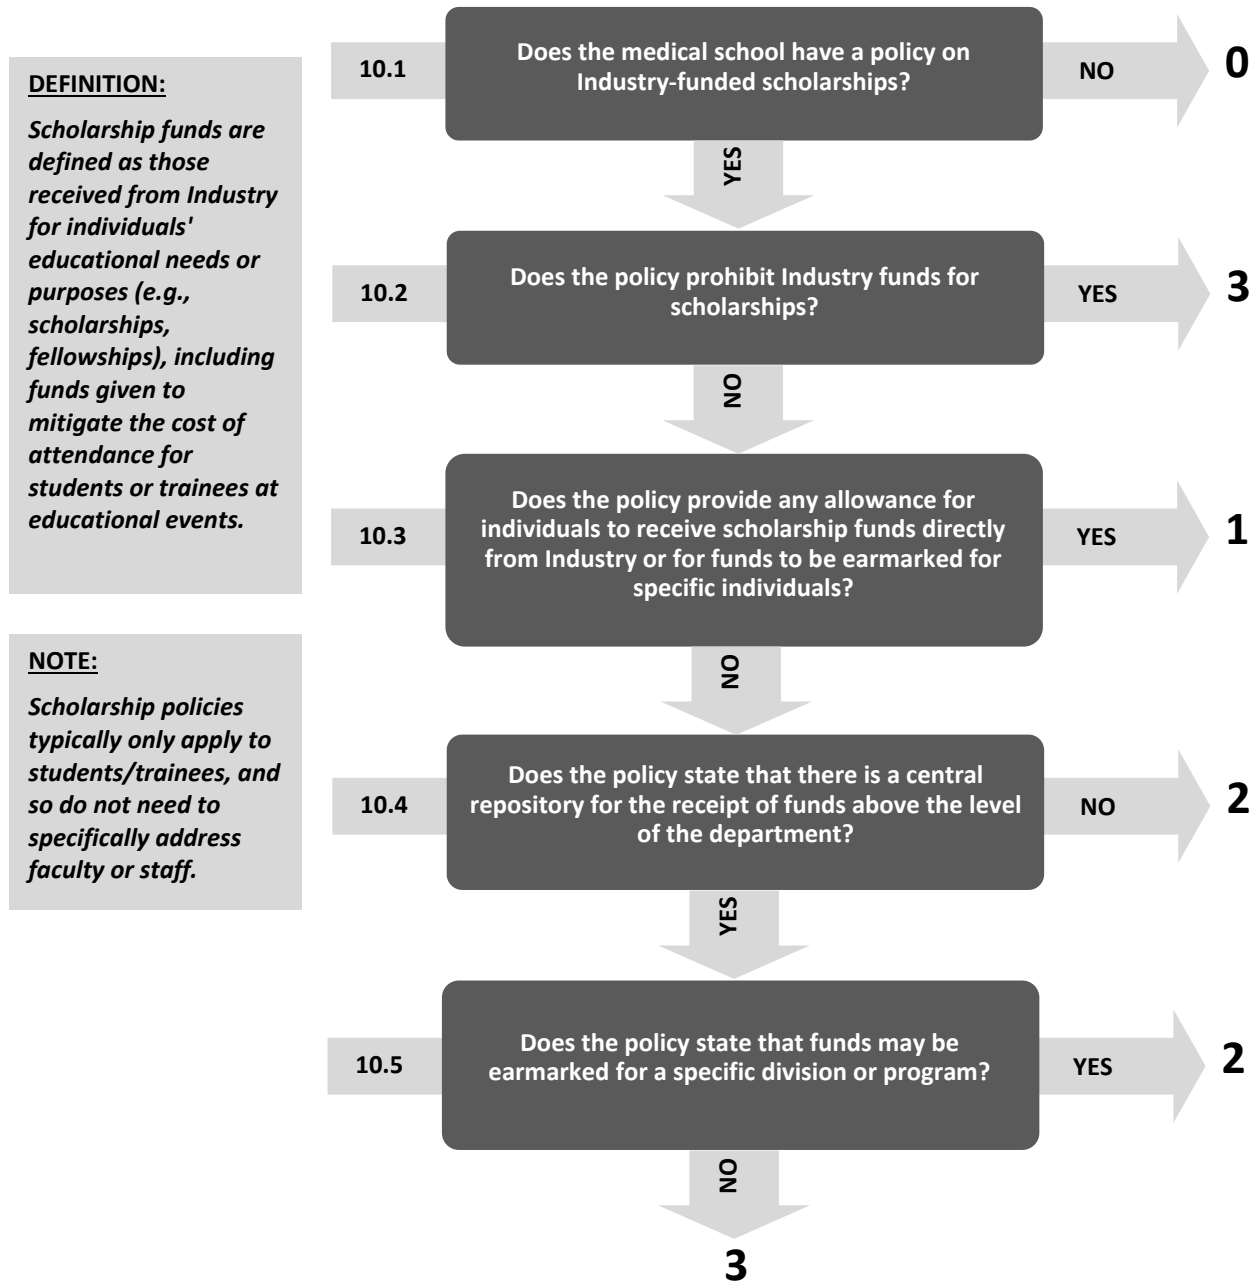 DEFINITION:
Scholarship funds are
defined as those
received from Industry
for individuals'
educational needs or
purposes (e.g.,
scholarships,
fellowships), including
funds given to
mitigate the cost of
attendance for
students or trainees at
educational events.
NOTE:
Scholarship policies
typically only apply to
students/trainees, and
so do not need to
specifically address
faculty or staff.
10.1
Does the medical school have a policy on
Industry-funded scholarships?
NO
0
YES
10.2
Does the policy prohibit Industry funds for
scholarships?
YES
3
NO
10.3
Does the policy provide any allowance for
individuals to receive scholarship funds directly
from Industry or for funds to be earmarked for
specific individuals?
YES
1
NO
10.4
Does the policy state that there is a central
repository for the receipt of funds above the level
of the department?
NO
2
YES
10.5
Does the policy state that funds may be
earmarked for a specific division or program?
YES
2
NO
3